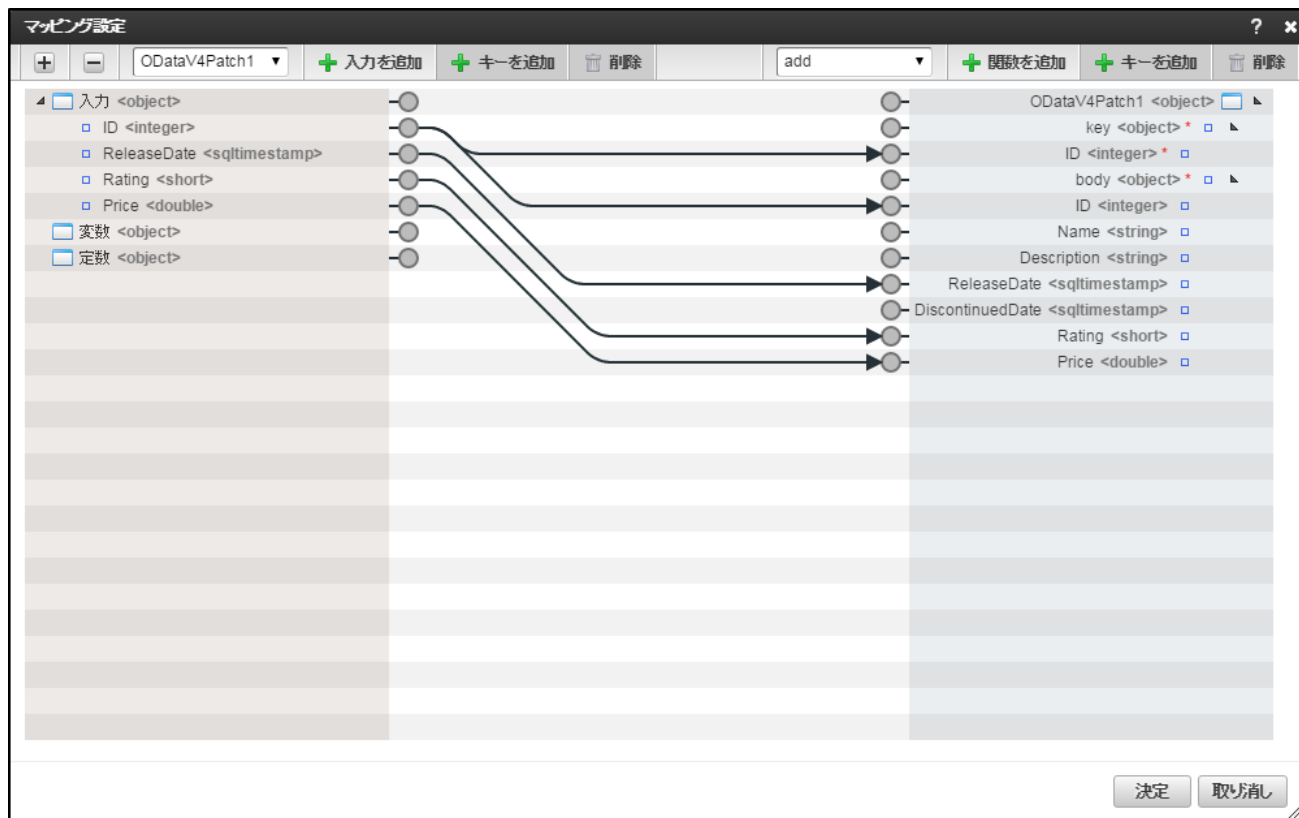 マッピング設定 ? ×
+ − ODataV4Patch1 ▼ 入力を追加 キーを追加 削除 add ▼ 関数を追加 キーを追加 削除
入力 <object> ODataV4Patch1 <object>
ID <integer> key <object> *
ReleaseDate <sqltimestamp> ID <integer> *
Rating <short> body <object> *
Price <double> ID <integer>
変数 <object> Name <string>
定数 <object> Description <string>
ReleaseDate <sqltimestamp>
DiscontinuedDate <sqltimestamp>
Rating <short>
Price <double>
決定 取り消し